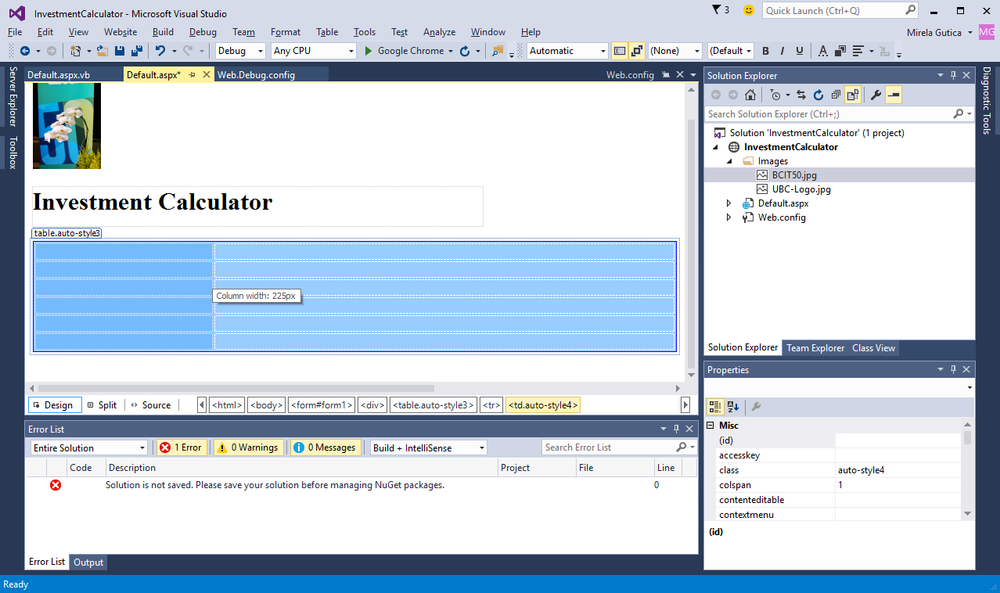 InvestmentCalculator - Microsoft Visual Studio
3
Quick Launch (Ctrl+Q)
File Edit View Website Build Debug Team Format Table Tools Test Analyze Window Help
Mirela Gutica
MG
Debug Any CPU Google Chrome Automatic (None) (Default B I U A
Server Explorer
Toolbox
Default.aspx.vb Default.aspx* Web.Debug.config Web.config
50
Investment Calculator
table.auto-style3
Column width: 225px
Design Split Source <html> <body> <form#form1> <div> <table.auto-style3> <tr> <td.auto-style4>
Error List
Entire Solution 1 Error 0 Warnings 0 Messages Build + IntelliSense Search Error List
Code Description Project File Line
Solution is not saved. Please save your solution before managing NuGet packages. 0
Error List Output
Solution Explorer
Search Solution Explorer (Ctrl+;)
Solution 'InvestmentCalculator' (1 project)
InvestmentCalculator
Images
BCIT50.jpg
UBC-Logo.jpg
Default.aspx
Web.config
Solution Explorer Team Explorer Class View
Properties
Misc
(id)
accesskey
class auto-style4
colspan 1
contenteditable
contextmenu
(id)
Diagnostic Tools
Ready